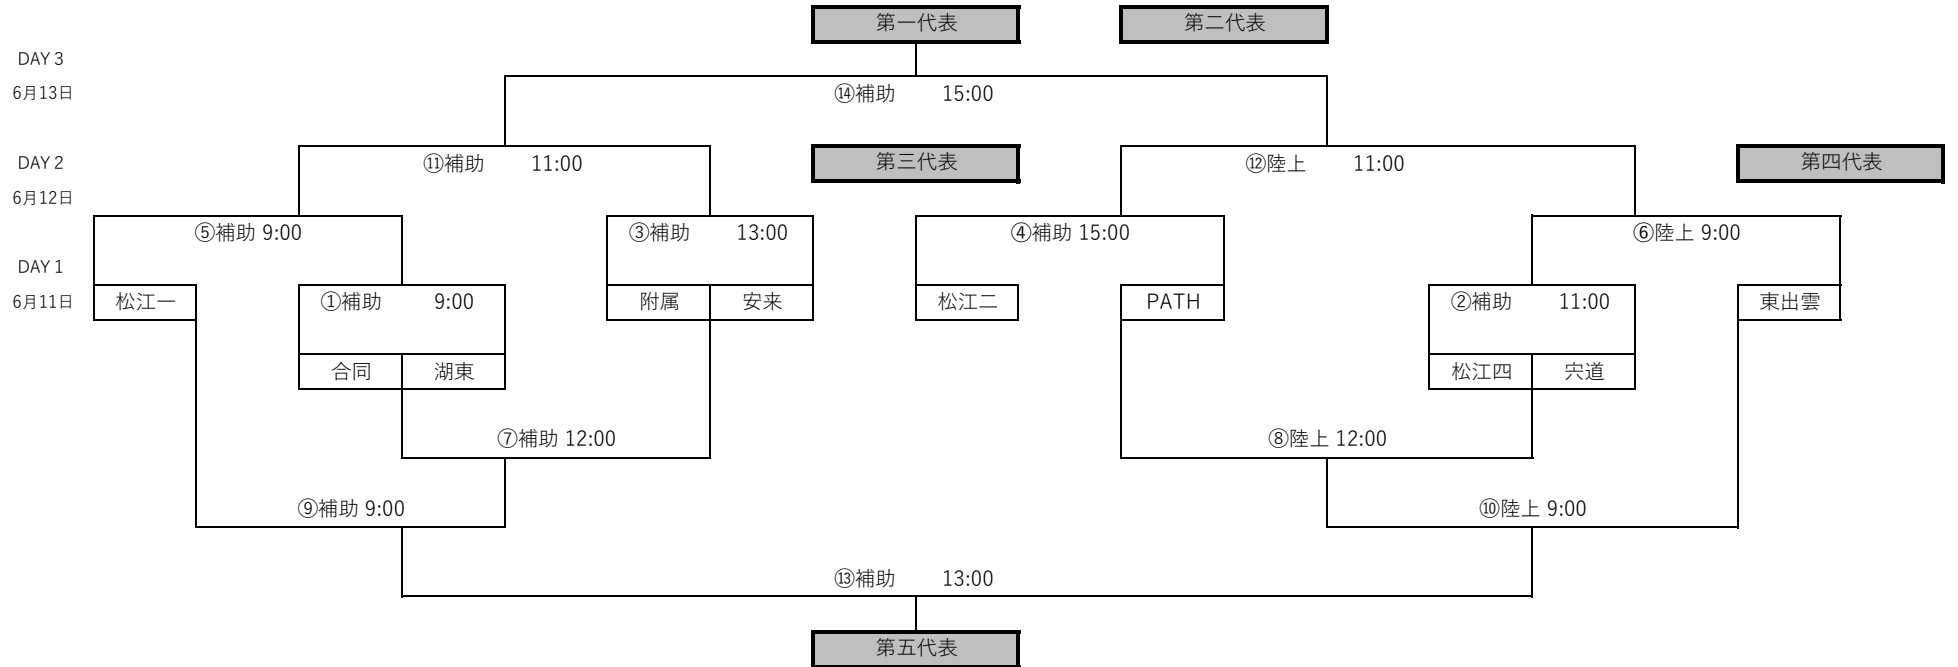 第一代表 第二代表
DAY 3
6月13日
⑭補助 15:00
DAY 2
⑪補助 11:00 第三代表 ⑫陸上 11:00 第四代表
6月12日
⑤補助 9:00 ③補助 13:00 ④補助 15:00 ⑥陸上 9:00
DAY 1
6月11日 松江一 ①補助 9:00 附属 安来 松江二 PATH ②補助 11:00 東出雲
合同 湖東 松江四 宍道
⑦補助 12:00 ⑧陸上 12:00
⑨補助 9:00 ⑩陸上 9:00
⑬補助 13:00
第五代表